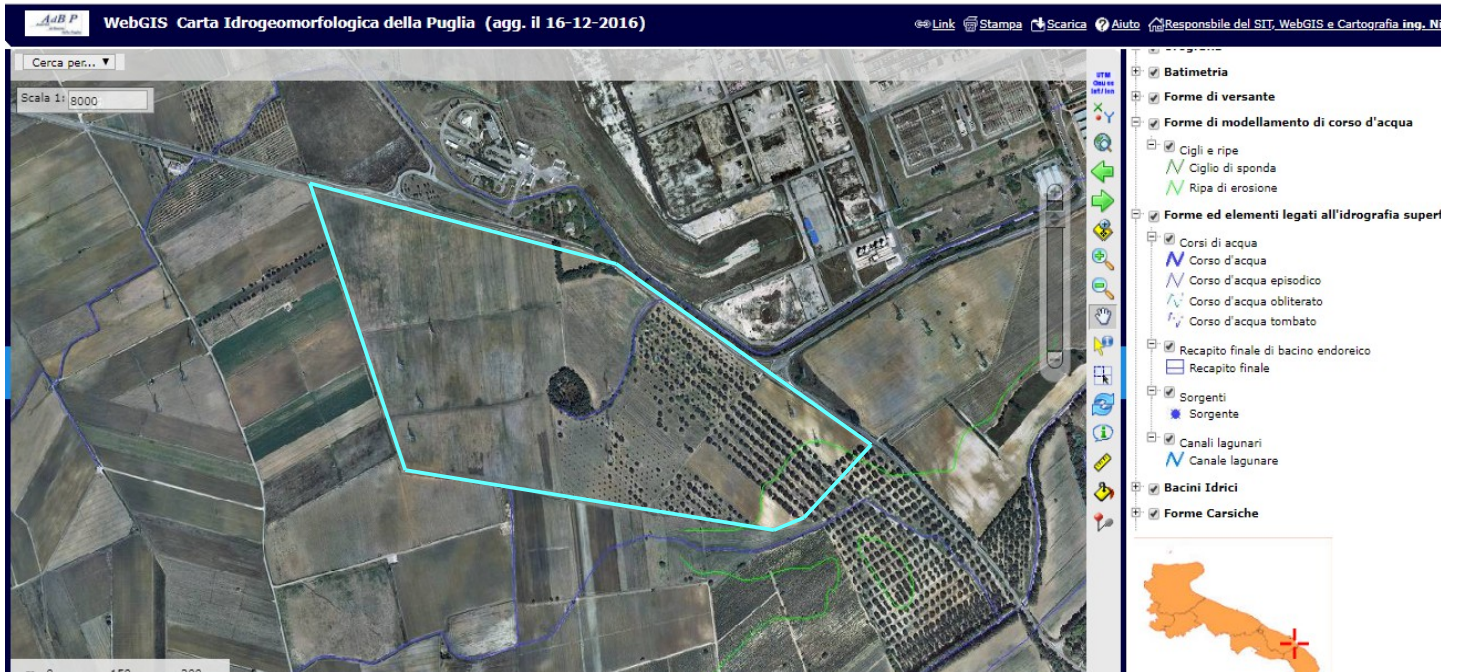 AdB P WebGIS Carta Idrogeomorfologica della Puglia (agg. il 16-12-2016) Link Stampa Scarica Aiuto Responsbile del SIT, WebGIS e Cartografia ing. Ni
Cerca per... ▼
Scala 1: 8000
UTM
Gauss
Batimetria
Forme di versante
Forme di modellamento di corso d'acqua
Cigli e ripe
Ciglio di sponda
Ripa di erosione
Forme ed elementi legati all'idrografia superf
Corsi di acqua
Corso d'acqua
Corso d'acqua episodico
Corso d'acqua obliterato
Corso d'acqua tombato
Recapito finale di bacino endoreico
Recapito finale
Sorgenti
Sorgente
Canali lagunari
Canale lagunare
Bacini Idrici
Forme Carsiche